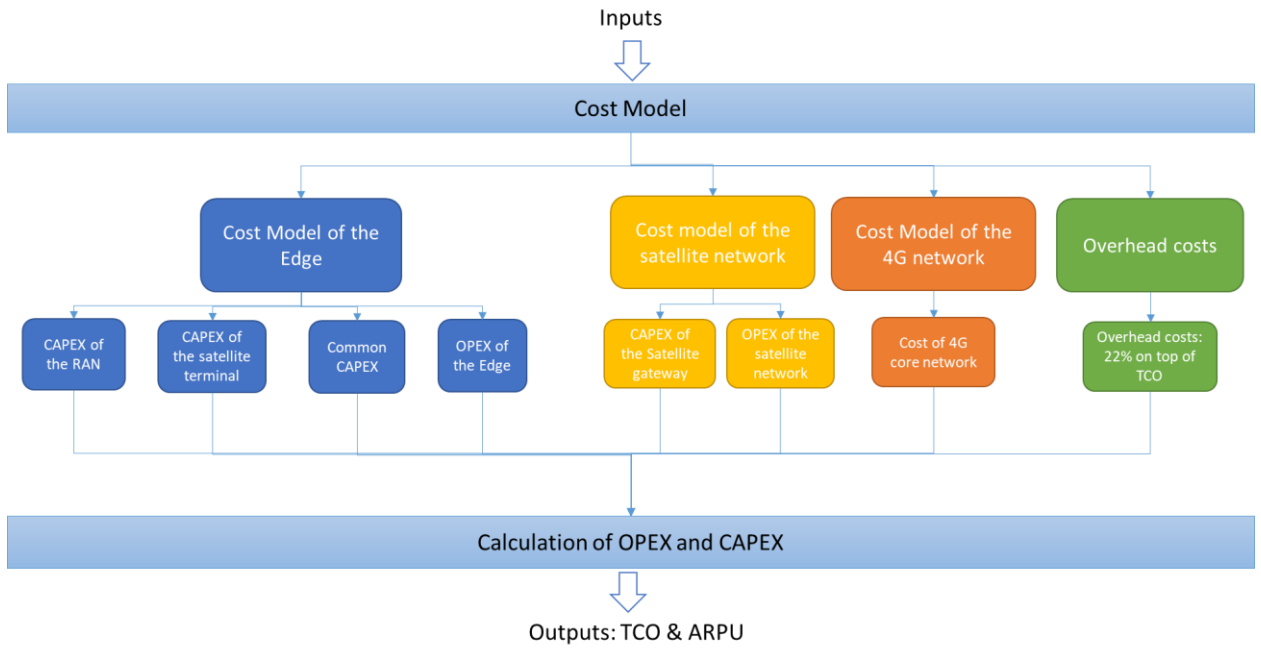 Inputs
Cost Model
Cost Model of the
Edge
Cost model of the
satellite network
Cost Model of the
4G network
Overhead costs
CAPEX of
the RAN
CAPEX of
the satellite
terminal
Common
CAPEX
OPEX of
the Edge
CAPEX of
the Satellite
gateway
OPEX of the
satellite
network
Cost of 4G
core network
Overhead costs:
22% on top of
TCO
Calculation of OPEX and CAPEX
Outputs: TCO & ARPU